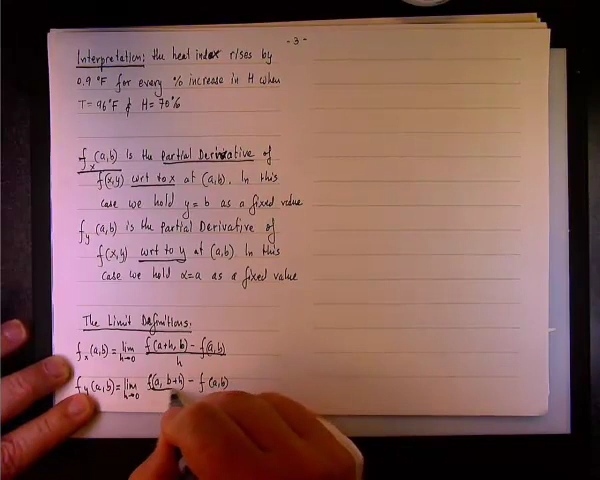 - 3 -
Interpretation: the heat index rises by
0.9 °F for every % increase in H when
T = 96°F & H = 70%
f_x (a,b) is the Partial Derivative of
f(x,y) wrt to x at (a,b). In this
case we hold y = b as a fixed value
f_y (a,b) is the Partial Derivative of
f(x,y) wrt to y at (a,b). In this
case we hold x = a as a fixed value
The Limit Definitions.
f_x (a,b) = lim h→0 f(a+h, b) - f(a,b) / h
f_y (a,b) = lim h→0 f(a, b+h) - f(a,b)